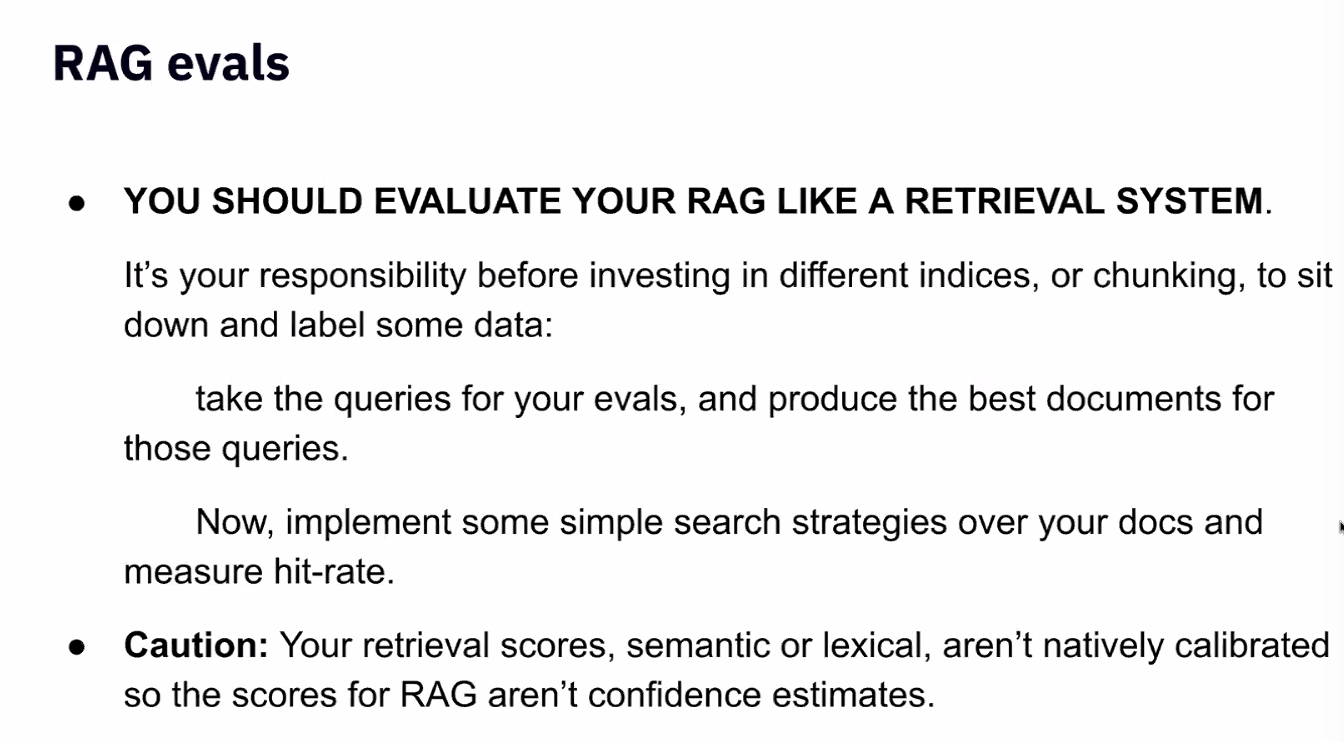 RAG evals
● YOU SHOULD EVALUATE YOUR RAG LIKE A RETRIEVAL SYSTEM.
It’s your responsibility before investing in different indices, or chunking, to sit
down and label some data:
take the queries for your evals, and produce the best documents for
those queries.
Now, implement some simple search strategies over your docs and
measure hit-rate.
● Caution: Your retrieval scores, semantic or lexical, aren’t natively calibrated
so the scores for RAG aren’t confidence estimates.